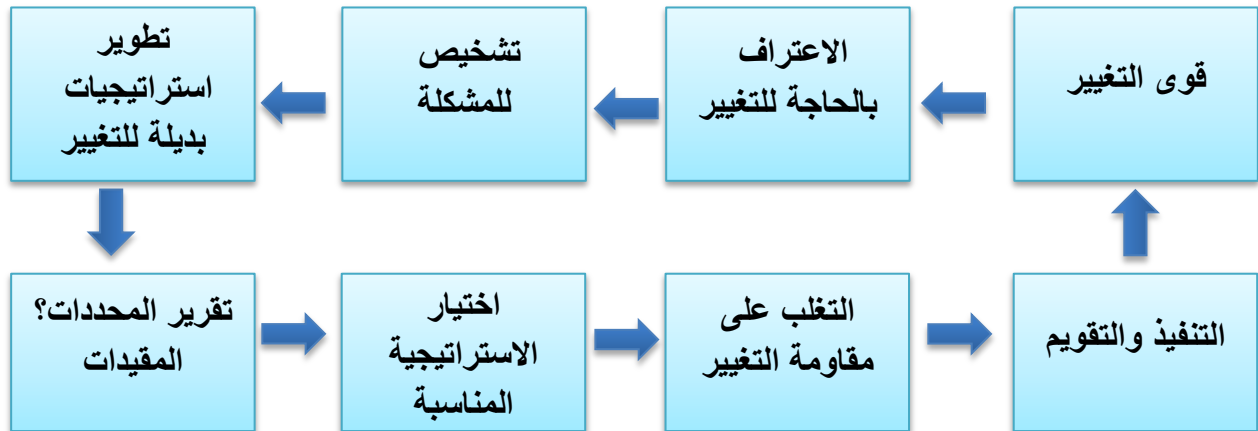 قوى التغيير
الاعتراف
بالحاجة للتغيير
تشخيص
للمشكلة
تطوير
استراتيجيات
بديلة للتغيير
تقرير المحددات؟
المقيدات
اختيار
الاستراتيجية
المناسبة
التغلب على
مقاومة التغيير
التنفيذ والتقويم